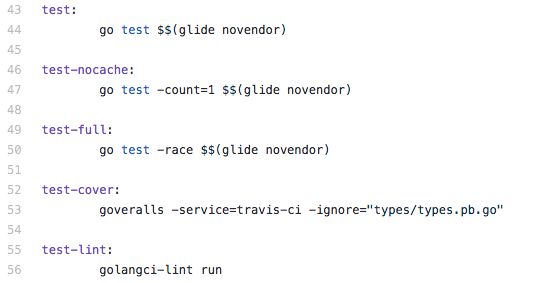 43 test:
44 go test $$(glide novendor)
45
46 test-nocache:
47 go test -count=1 $$(glide novendor)
48
49 test-full:
50 go test -race $$(glide novendor)
51
52 test-cover:
53 goveralls -service=travis-ci -ignore="types/types.pb.go"
54
55 test-lint:
56 golangci-lint run